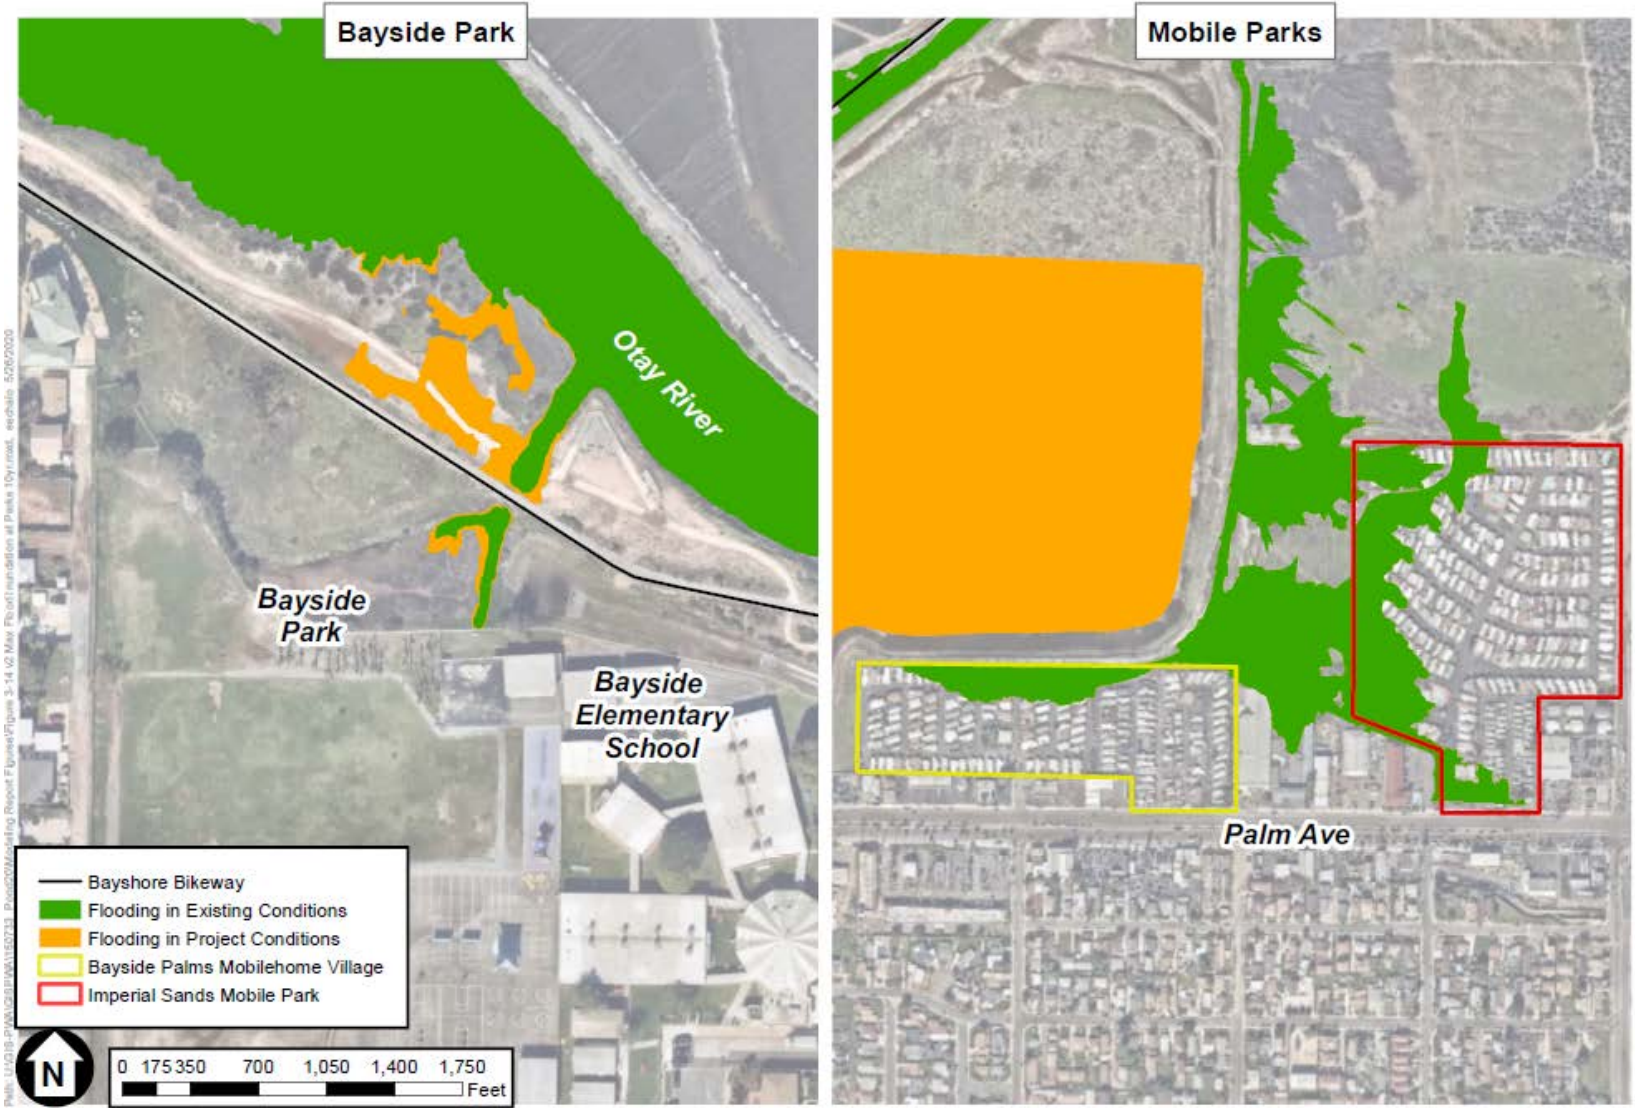 Bayside Park
Mobile Parks
Otay River
Bayside
Park
Bayside
Elementary
School
Palm Ave
Bayshore Bikeway
Flooding in Existing Conditions
Flooding in Project Conditions
Bayside Palms Mobilehome Village
Imperial Sands Mobile Park
N
0 175 350 700 1,050 1,400 1,750
Feet